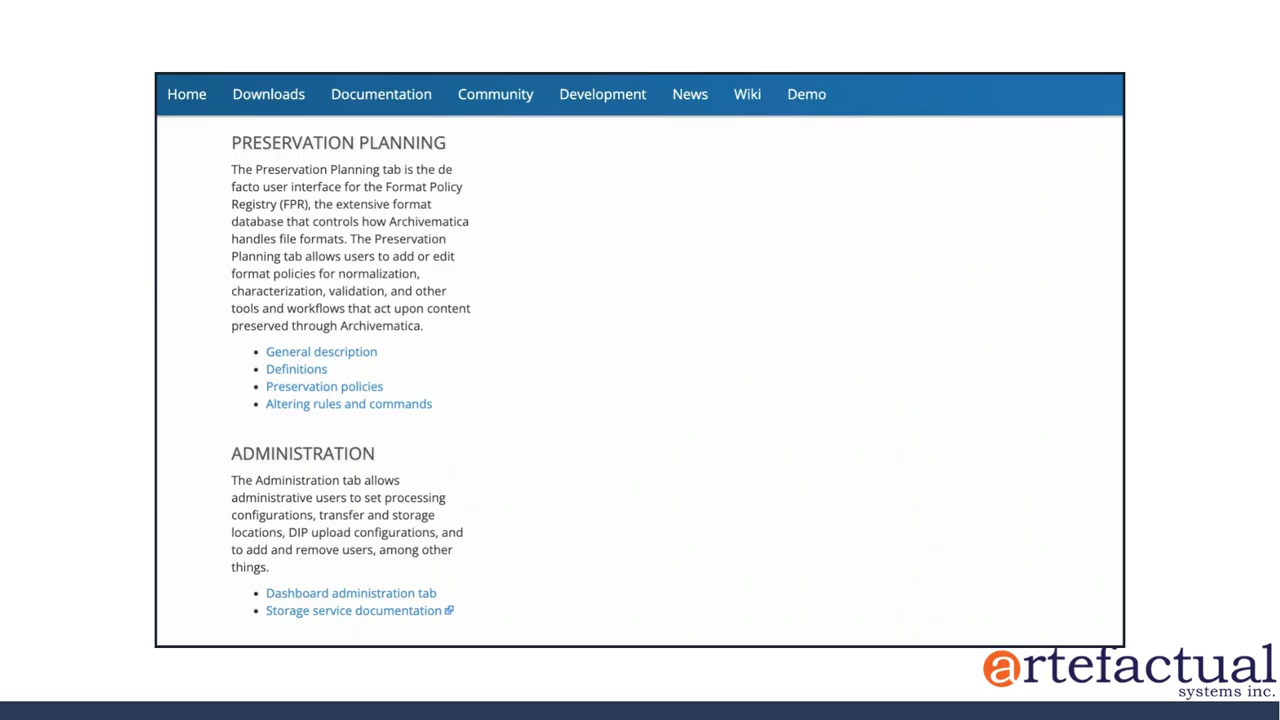 Home Downloads Documentation Community Development News Wiki Demo
PRESERVATION PLANNING
The Preservation Planning tab is the de
facto user interface for the Format Policy
Registry (FPR), the extensive format
database that controls how Archivematica
handles file formats. The Preservation
Planning tab allows users to add or edit
format policies for normalization,
characterization, validation, and other
tools and workflows that act upon content
preserved through Archivematica.
• General description
• Definitions
• Preservation policies
• Altering rules and commands
ADMINISTRATION
The Administration tab allows
administrative users to set processing
configurations, transfer and storage
locations, DIP upload configurations, and
to add and remove users, among other
things.
• Dashboard administration tab
• Storage service documentation
artefactual
systems inc.